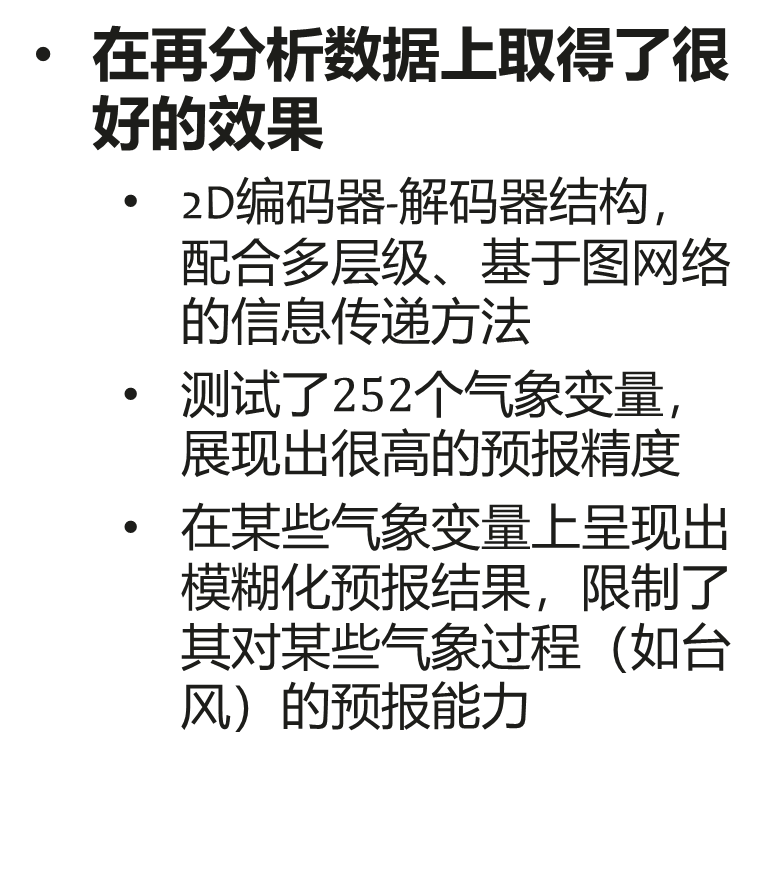 • 在再分析数据上取得了很
好的效果
• 2D编码器-解码器结构，
配合多层级、基于图网络
的信息传递方法
• 测试了252个气象变量，
展现出很高的预报精度
• 在某些气象变量上呈现出
模糊化预报结果，限制了
其对某些气象过程（如台
风）的预报能力